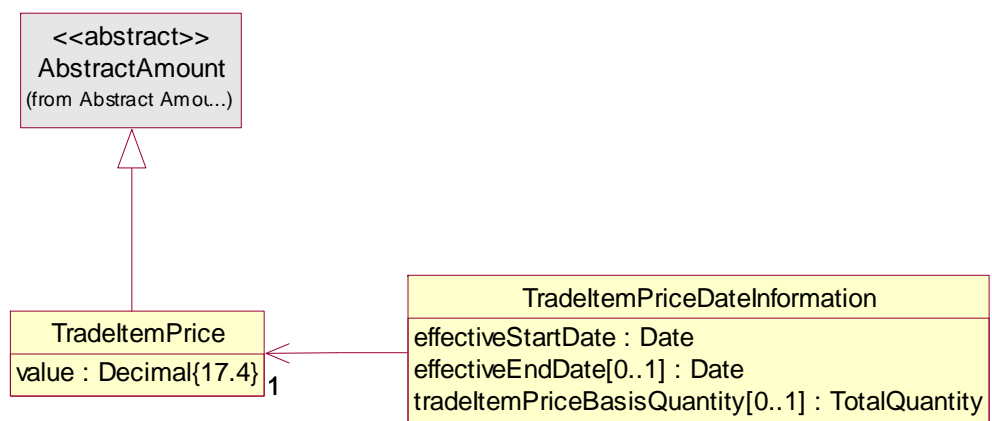 <<abstract>>
AbstractAmount
(from Abstract Amou...)
TradeItemPrice
value : Decimal{17.4}
1
TradeItemPriceDateInformation
effectiveStartDate : Date
effectiveEndDate[0..1] : Date
tradeItemPriceBasisQuantity[0..1] : TotalQuantity